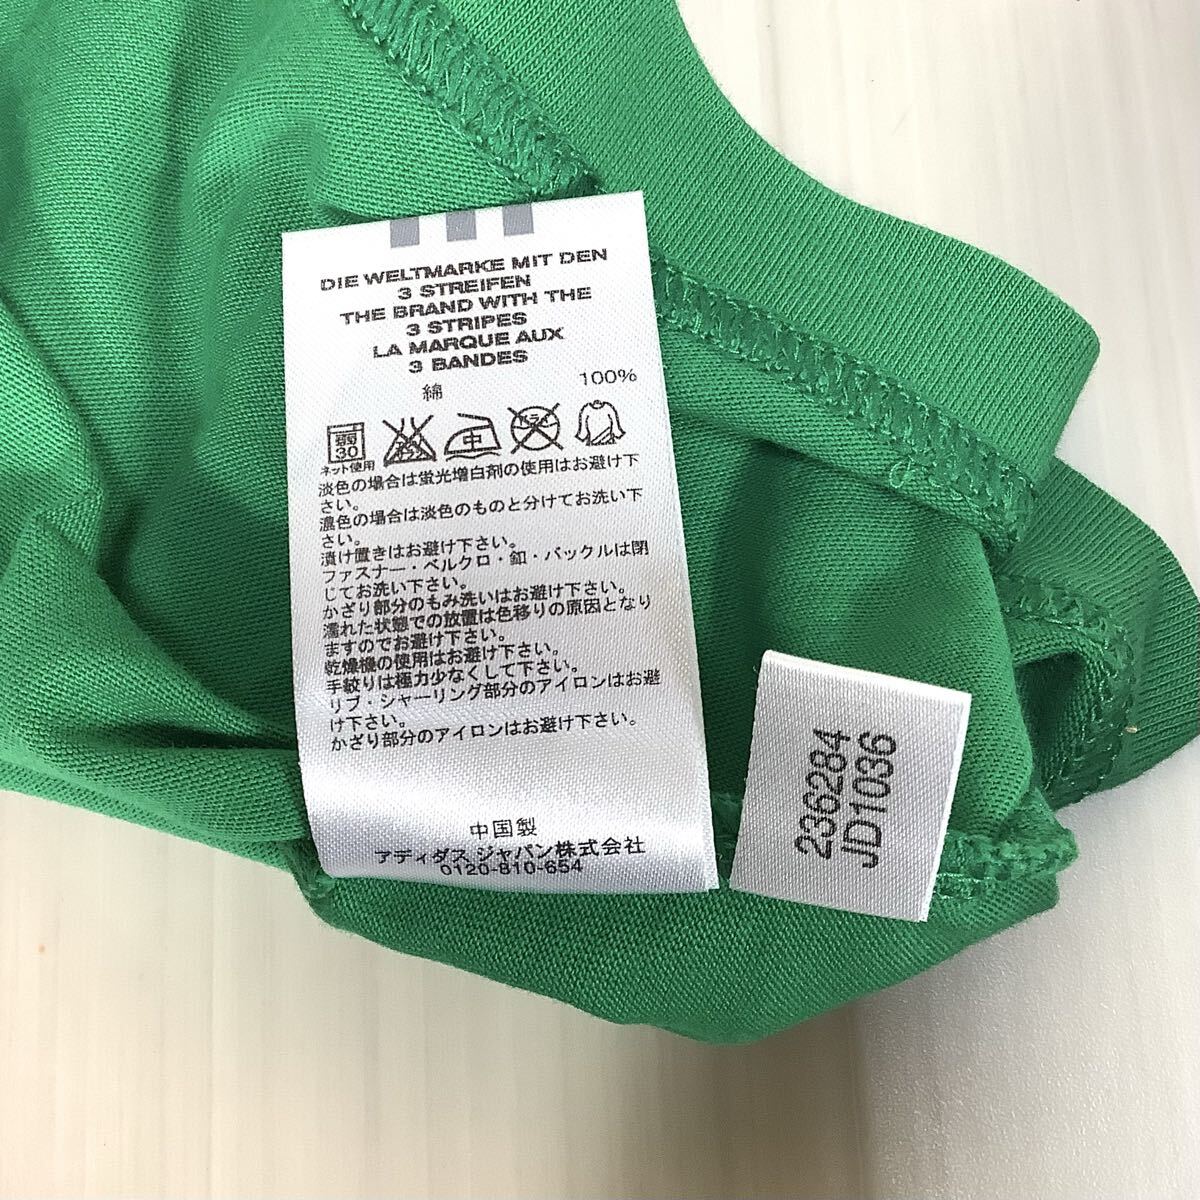 DIE WELTMARKE MIT DEN
3 STREIFEN
THE BRAND WITH THE
3 STRIPES
LA MARQUE AUX
3 BANDES
綿 100%
弱
30
中
ネット使用
淡色の場合は蛍光増白剤の使用はお避け下
さい。
濃色の場合は淡色のものと分けてお洗い下
さい。
漬け置きはお避け下さい。
ファスナー・ベルクロ・釦・バックルは閉
じてお洗い下さい。
かざり部分のもみ洗いはお避け下さい。
濡れた状態での放置は色移りの原因となり
ますのでお避け下さい。
乾燥機の使用はお避け下さい。
手絞りは極力少なくして下さい。
リブ・シャーリング部分のアイロンはお避
け下さい。
かざり部分のアイロンはお避け下さい。
中国製
アディダス ジャパン株式会社
0120-810-654
236284
JD1036